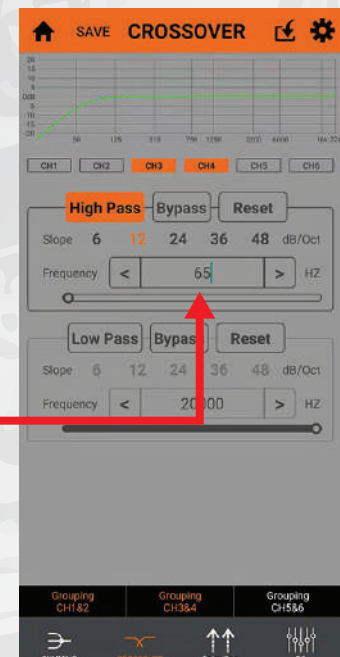 SAVE CROSSOVER
20
15
10
5
0dB
-5
-10
-15
-20
50 125 315 790 1250
CH1 CH2 CH3 CH4 CH5 CH6
High Pass Bypass Reset
Slope 6 12 24 36 48 dB/Oct
Frequency < 65 > HZ
Low Pass Bypass Reset
Slope 6 12 24 36 48 dB/Oct
Frequency < 20000 > HZ
Grouping Grouping Grouping
CH1&2 CH3&4 CH5&6